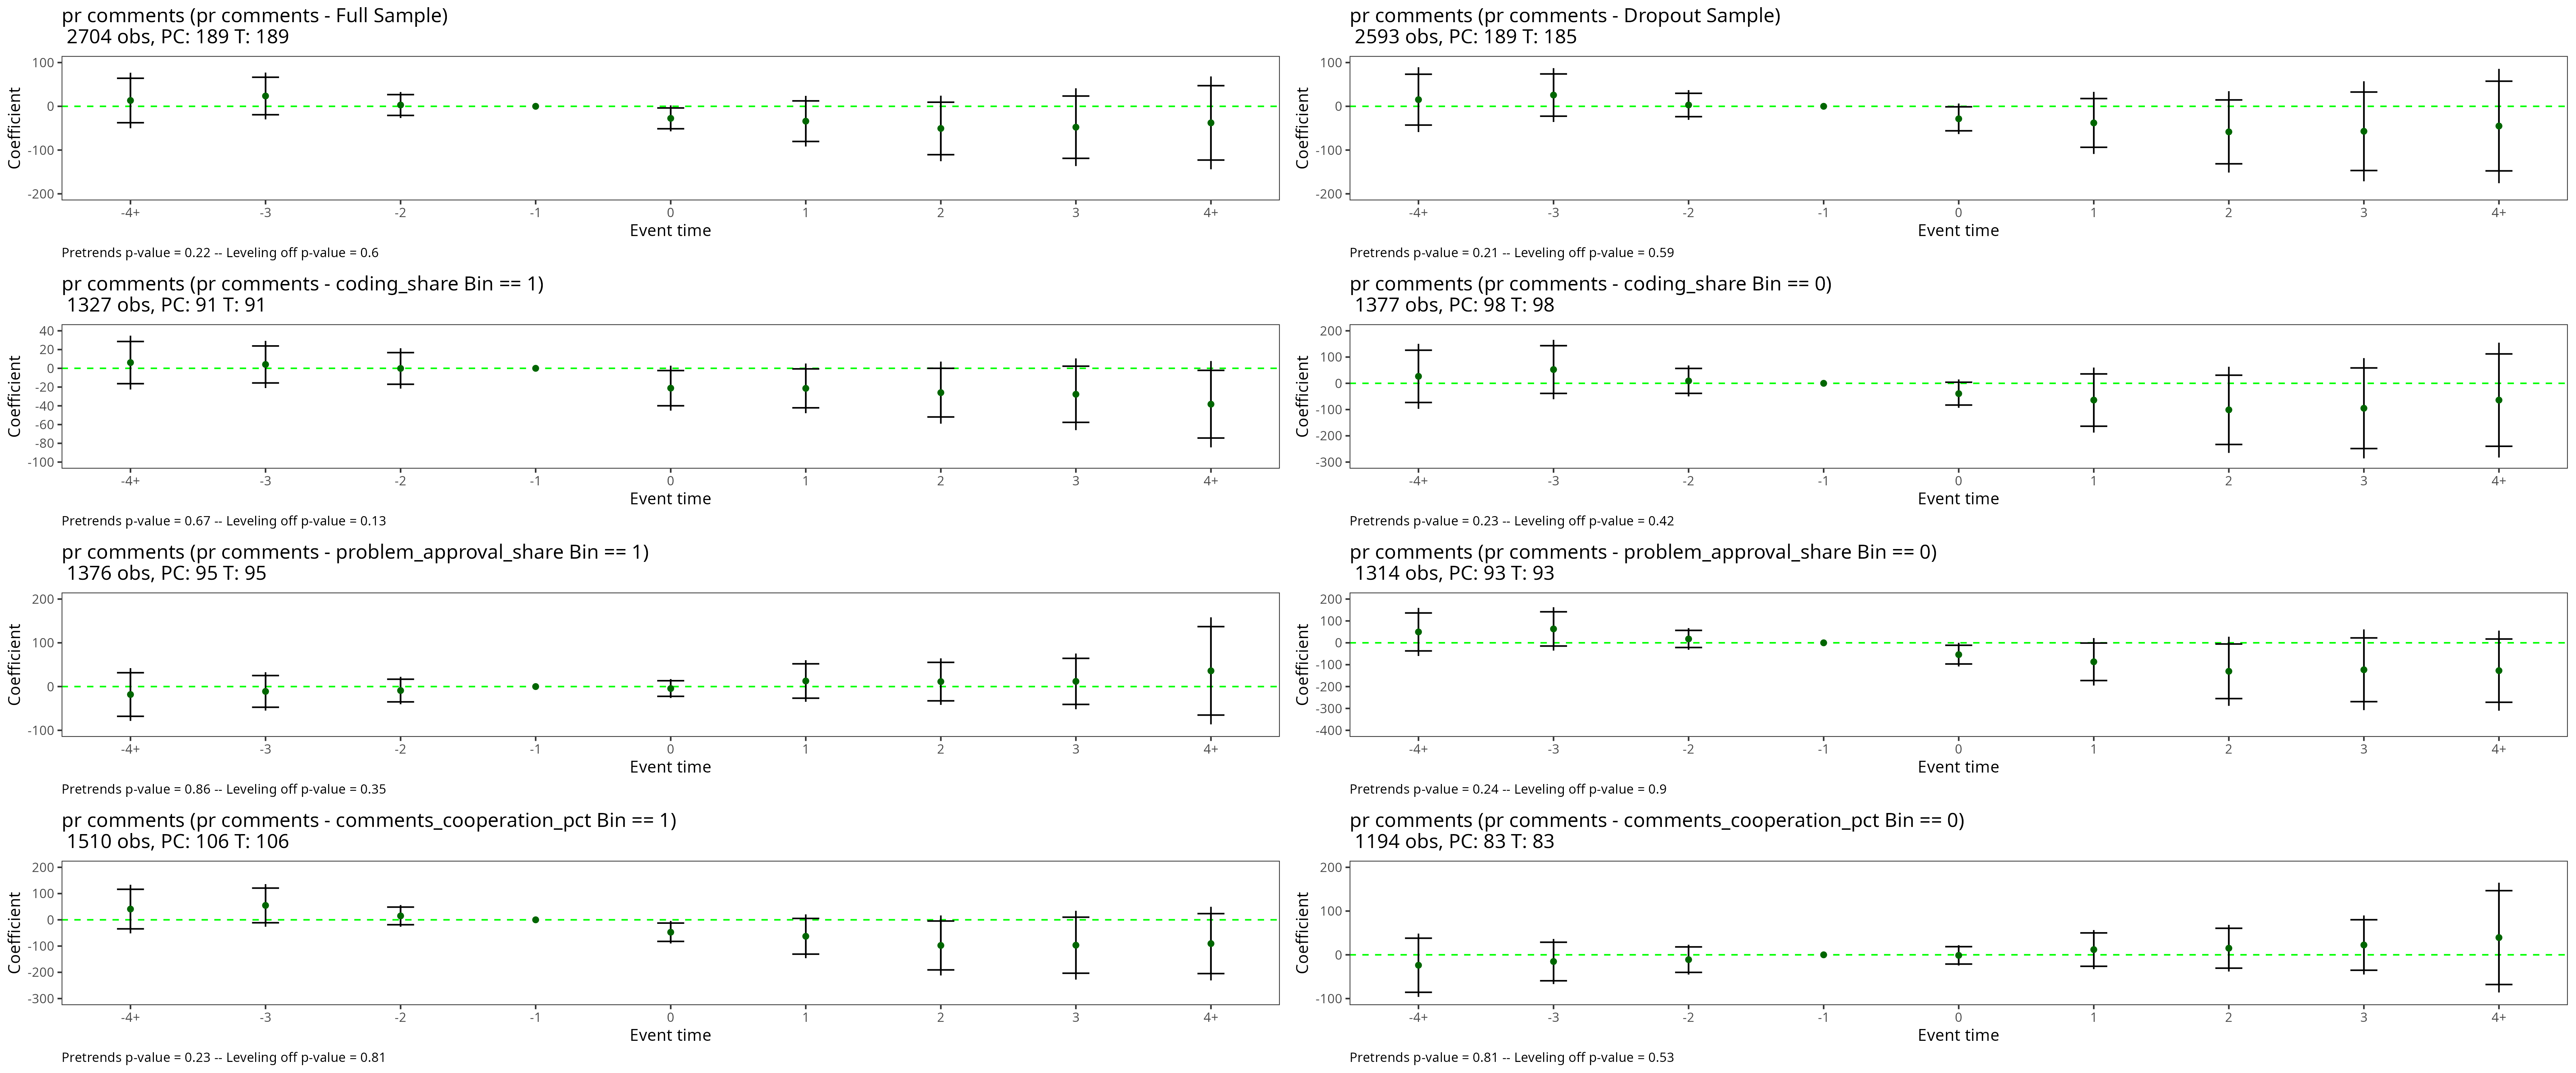 pr comments (pr comments - Full Sample)
2704 obs, PC: 189 T: 189
Coefficient
100
0
-100
-200
-4+ -3 -2 -1 0 1 2 3 4+
Event time
Pretrends p-value = 0.22 -- Leveling off p-value = 0.6
pr comments (pr comments - Dropout Sample)
2593 obs, PC: 189 T: 185
Coefficient
100
0
-100
-200
-4+ -3 -2 -1 0 1 2 3 4+
Event time
Pretrends p-value = 0.21 -- Leveling off p-value = 0.59
pr comments (pr comments - coding_share Bin == 1)
1327 obs, PC: 91 T: 91
Coefficient
40
20
0
-20
-40
-60
-80
-100
-4+ -3 -2 -1 0 1 2 3 4+
Event time
Pretrends p-value = 0.67 -- Leveling off p-value = 0.13
pr comments (pr comments - coding_share Bin == 0)
1377 obs, PC: 98 T: 98
Coefficient
200
100
0
-100
-200
-300
-4+ -3 -2 -1 0 1 2 3 4+
Event time
Pretrends p-value = 0.23 -- Leveling off p-value = 0.42
pr comments (pr comments - problem_approval_share Bin == 1)
1376 obs, PC: 95 T: 95
Coefficient
200
100
0
-100
-4+ -3 -2 -1 0 1 2 3 4+
Event time
Pretrends p-value = 0.86 -- Leveling off p-value = 0.35
pr comments (pr comments - problem_approval_share Bin == 0)
1314 obs, PC: 93 T: 93
Coefficient
200
100
0
-100
-200
-300
-400
-4+ -3 -2 -1 0 1 2 3 4+
Event time
Pretrends p-value = 0.24 -- Leveling off p-value = 0.9
pr comments (pr comments - comments_cooperation_pct Bin == 1)
1510 obs, PC: 106 T: 106
Coefficient
200
100
0
-100
-200
-300
-4+ -3 -2 -1 0 1 2 3 4+
Event time
Pretrends p-value = 0.23 -- Leveling off p-value = 0.81
pr comments (pr comments - comments_cooperation_pct Bin == 0)
1194 obs, PC: 83 T: 83
Coefficient
200
100
0
-100
-4+ -3 -2 -1 0 1 2 3 4+
Event time
Pretrends p-value = 0.81 -- Leveling off p-value = 0.53